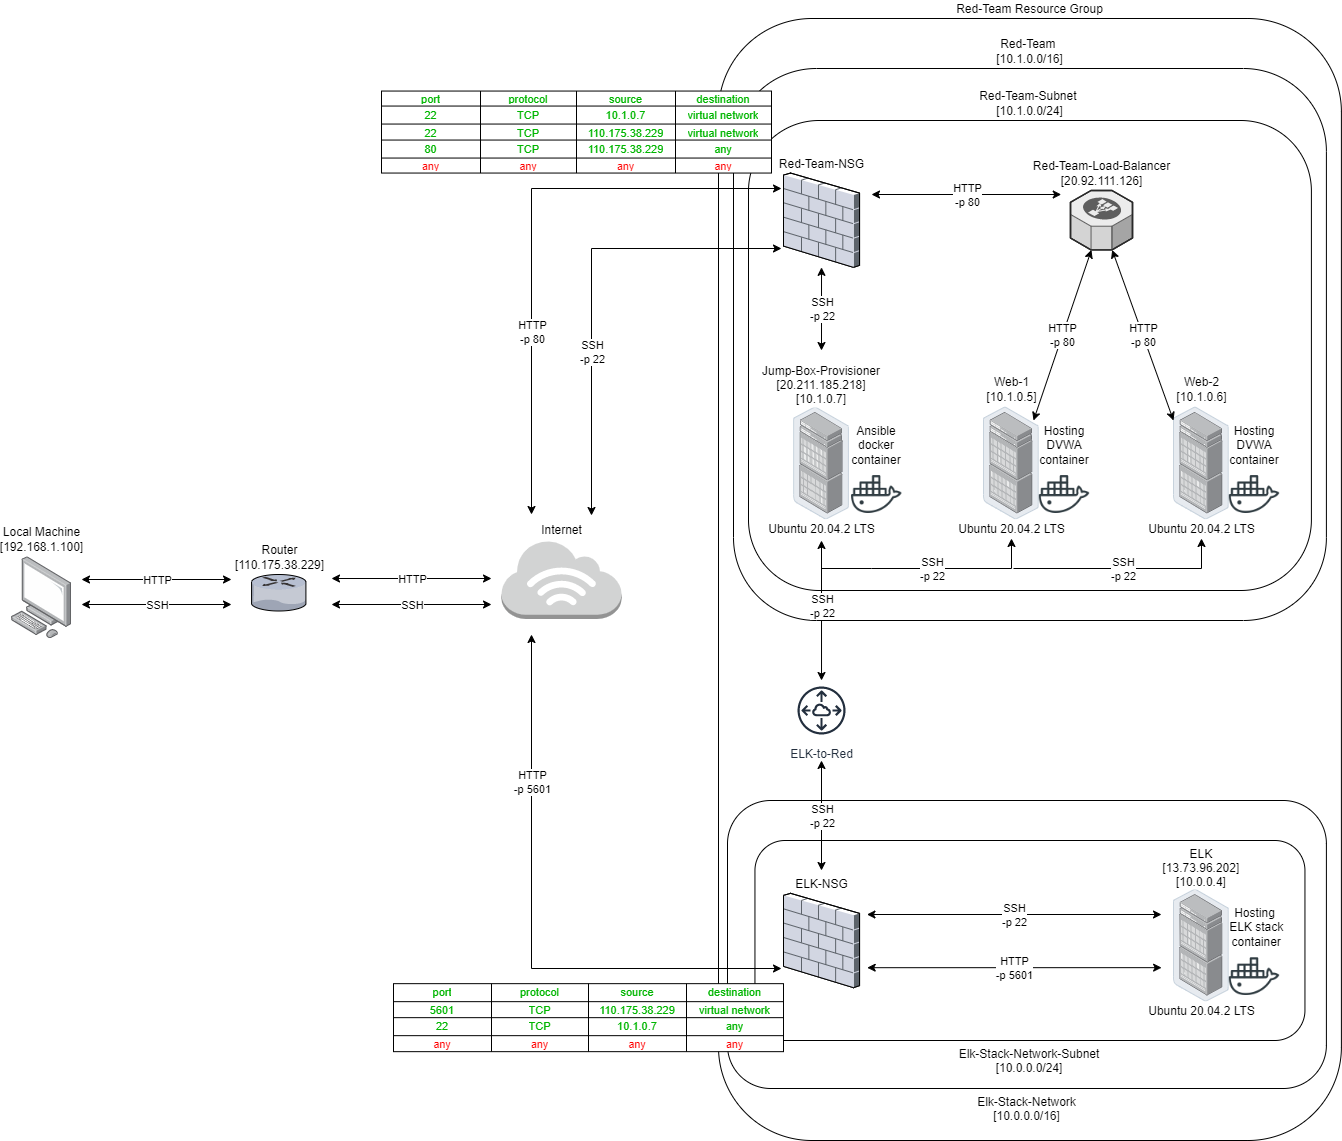 Red-Team Resource Group
Red-Team
[10.1.0.0/16]
Red-Team-Subnet
[10.1.0.0/24]
port protocol source destination
22 TCP 10.1.0.7 virtual network
22 TCP 110.175.38.229 virtual network
80 TCP 110.175.38.229 any
any any any any
Red-Team-NSG
Red-Team-Load-Balancer
[20.92.111.126]
HTTP
-p 80
SSH
-p 22
HTTP
-p 80
SSH
-p 22
HTTP
-p 80
HTTP
-p 80
Jump-Box-Provisioner
[20.211.185.218]
[10.1.0.7]
Ansible
docker
container
Ubuntu 20.04.2 LTS
Web-1
[10.1.0.5]
Hosting
DVWA
container
Ubuntu 20.04.2 LTS
Web-2
[10.1.0.6]
Hosting
DVWA
container
Ubuntu 20.04.2 LTS
Local Machine
[192.168.1.100]
HTTP
SSH
Router
[110.175.38.229]
HTTP
SSH
Internet
SSH
-p 22
SSH
-p 22
SSH
-p 22
ELK-to-Red
HTTP
-p 5601
SSH
-p 22
ELK-NSG
SSH
-p 22
HTTP
-p 5601
ELK
[13.73.96.202]
[10.0.0.4]
Hosting
ELK stack
container
Ubuntu 20.04.2 LTS
port protocol source destination
5601 TCP 110.175.38.229 virtual network
22 TCP 10.1.0.7 any
any any any any
Elk-Stack-Network-Subnet
[10.0.0.0/24]
Elk-Stack-Network
[10.0.0.0/16]